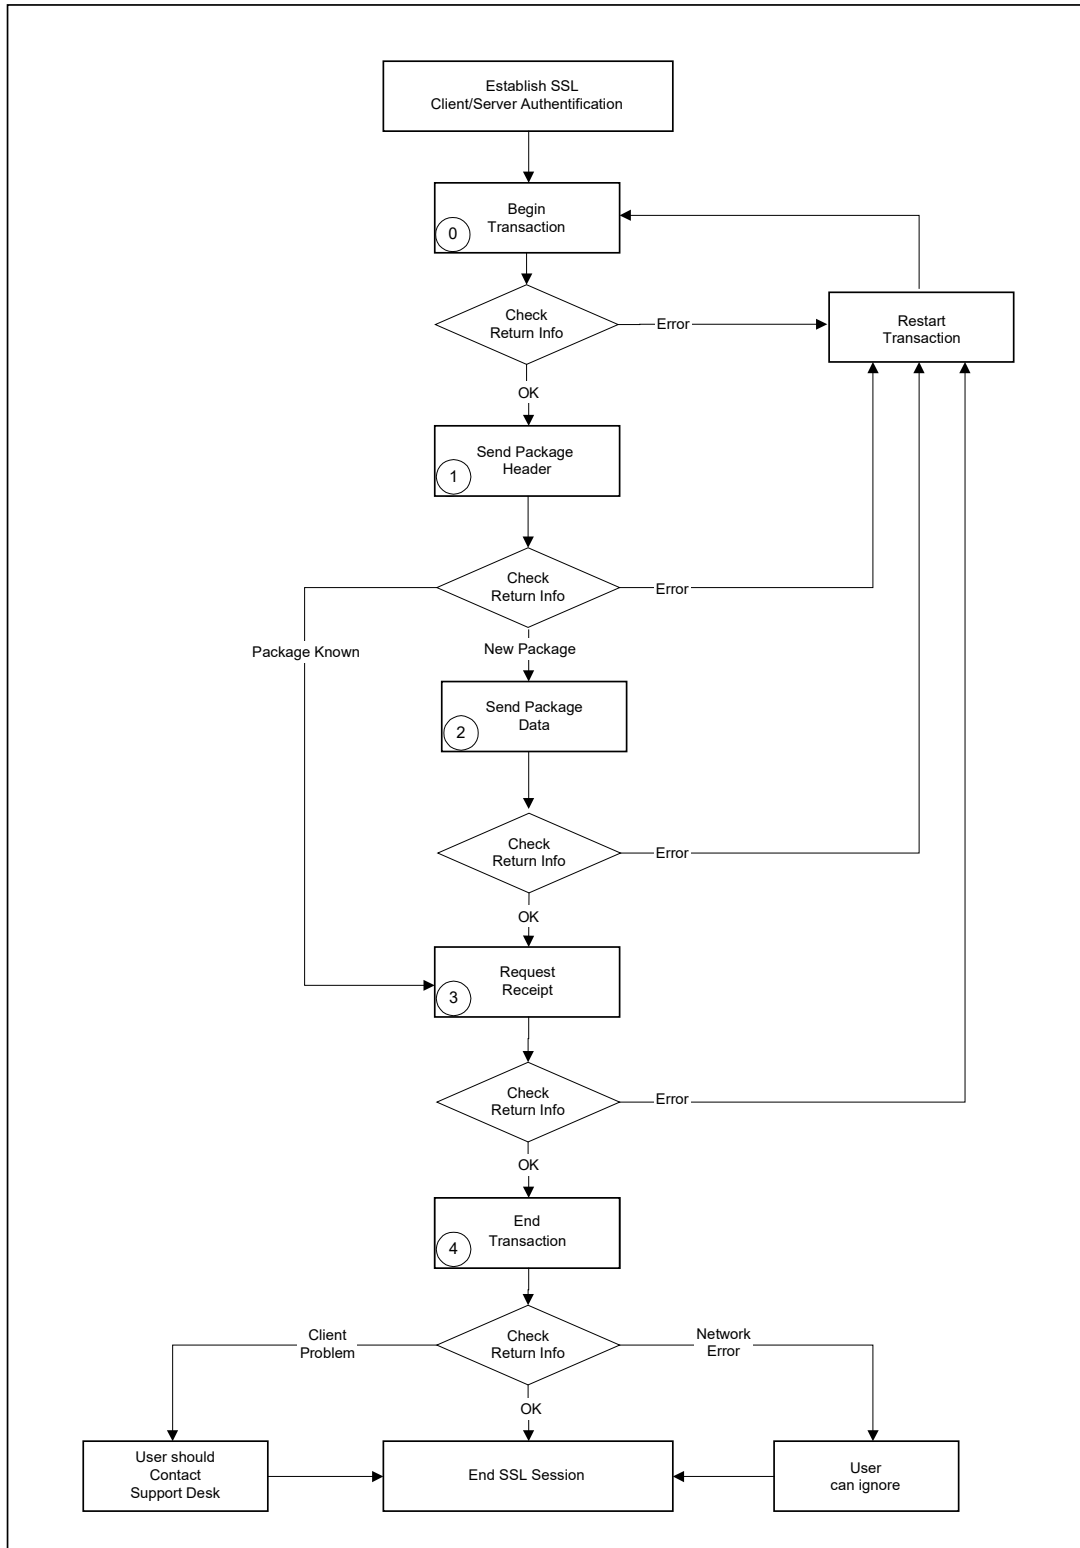 Establish SSL
Client/Server Authentification
Begin
Transaction
0
Check
Return Info
Error
Restart
Transaction
OK
Send Package
Header
1
Check
Return Info
Error
Package Known
New Package
Send Package
Data
2
Check
Return Info
Error
OK
Request
Receipt
3
Check
Return Info
Error
OK
End
Transaction
4
Client
Problem
Check
Return Info
Network
Error
OK
User should
Contact
Support Desk
End SSL Session
User
can ignore